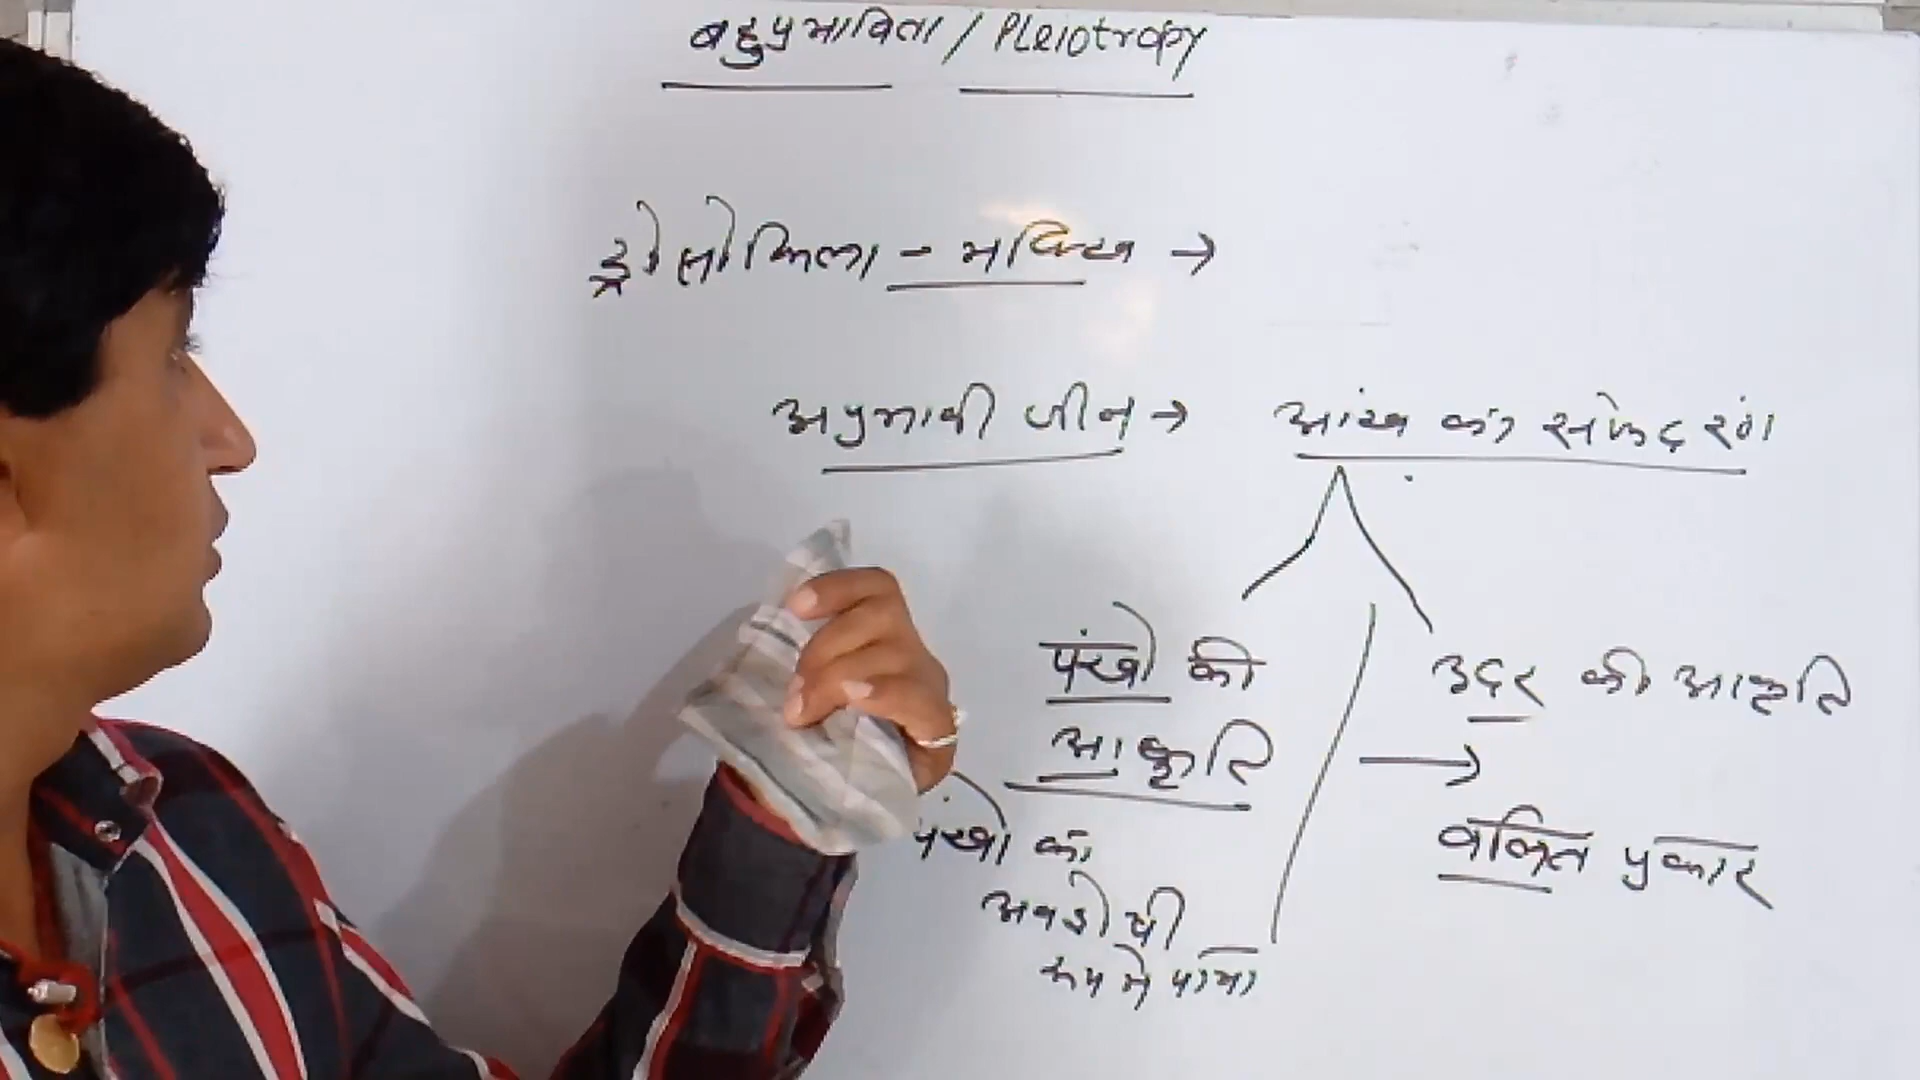 बहुप्रभाविता / Pleiotropy
ड्रोसोफिला - मक्खि →
अप्रभावी जीन → आंख का सफेद रंग
पंखो की
आकृति
उदर की आकृति
→
वलित प्रकार
पंखो का
अवशेषी
रूप मे पाया